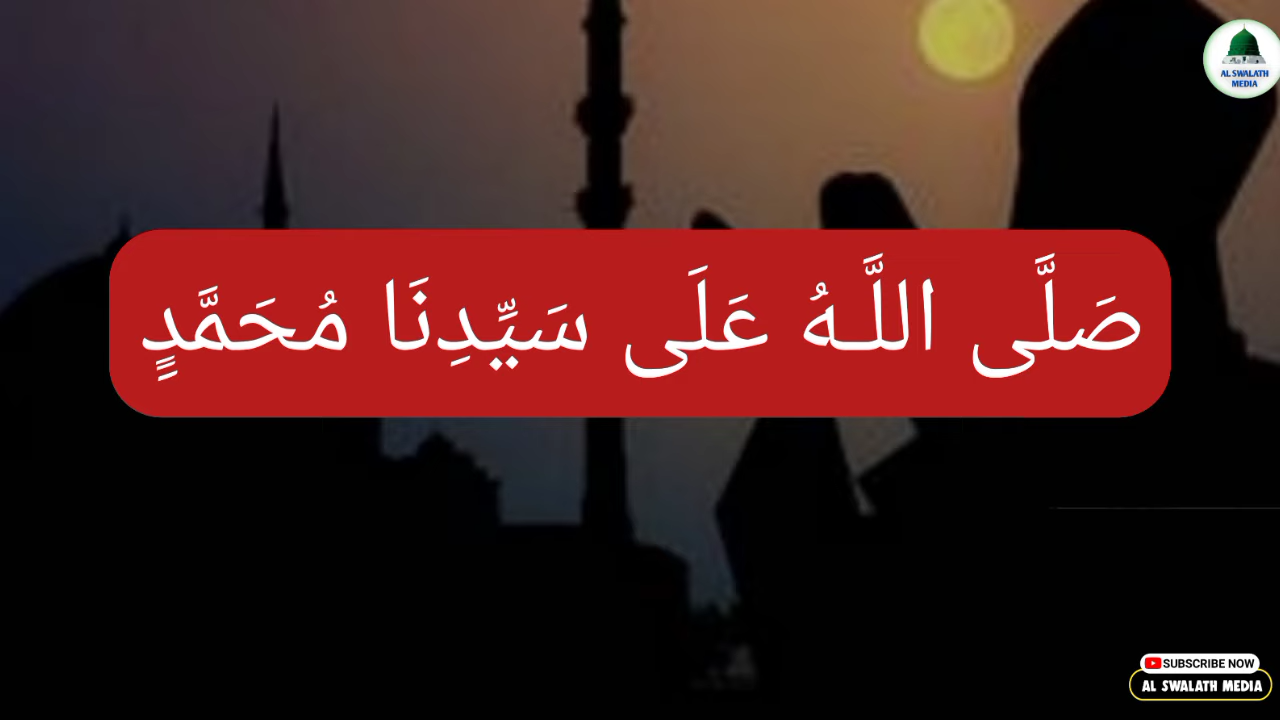 AL SWALATH
MEDIA
صَلَّى اللَّـهُ عَلَى سَيِّدِنَا مُحَمَّدٍ
SUBSCRIBE NOW
AL SWALATH MEDIA